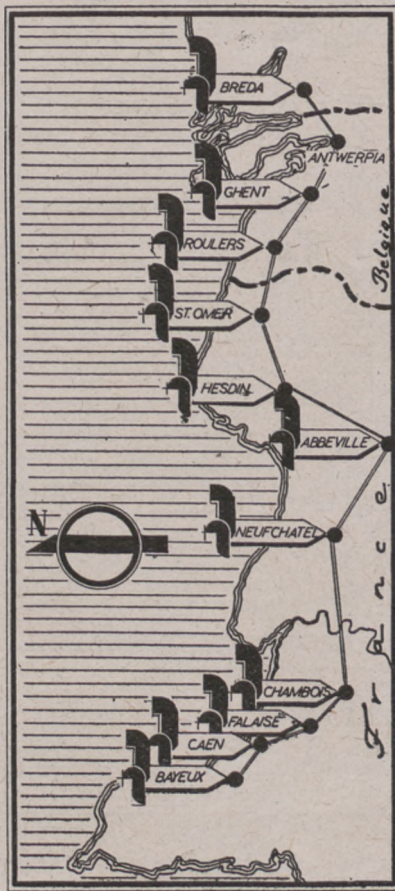 BREDA
ANTWERPIA
GHENT
ROULERS
Belgique
ST. OMER
HESDIN
ABBEVILLE
N
NEUFCHATEL
France
CHAMBOIS
FALAISE
CAEN
BAYEUX